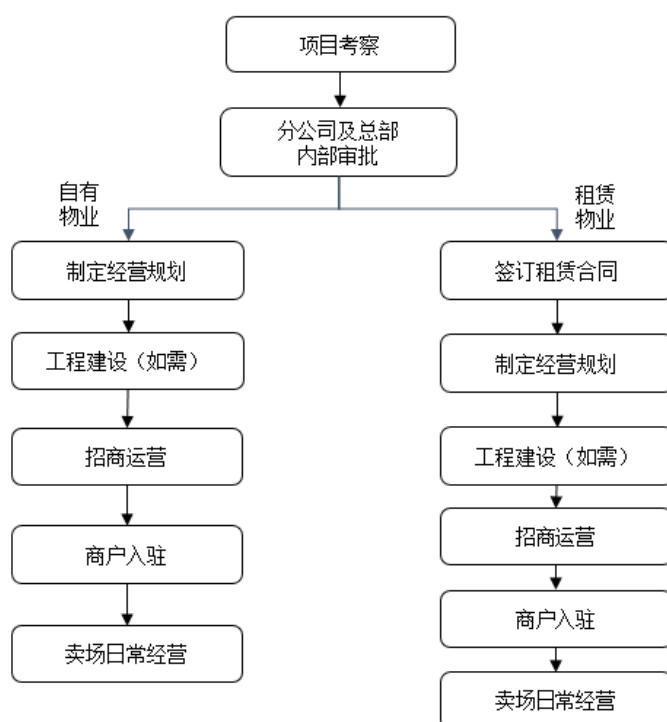 项目考察
分公司及总部
内部审批
自有
物业
租赁
物业
制定经营规划
工程建设（如需）
招商运营
商户入驻
卖场日常经营
签订租赁合同
制定经营规划
工程建设（如需）
招商运营
商户入驻
卖场日常经营